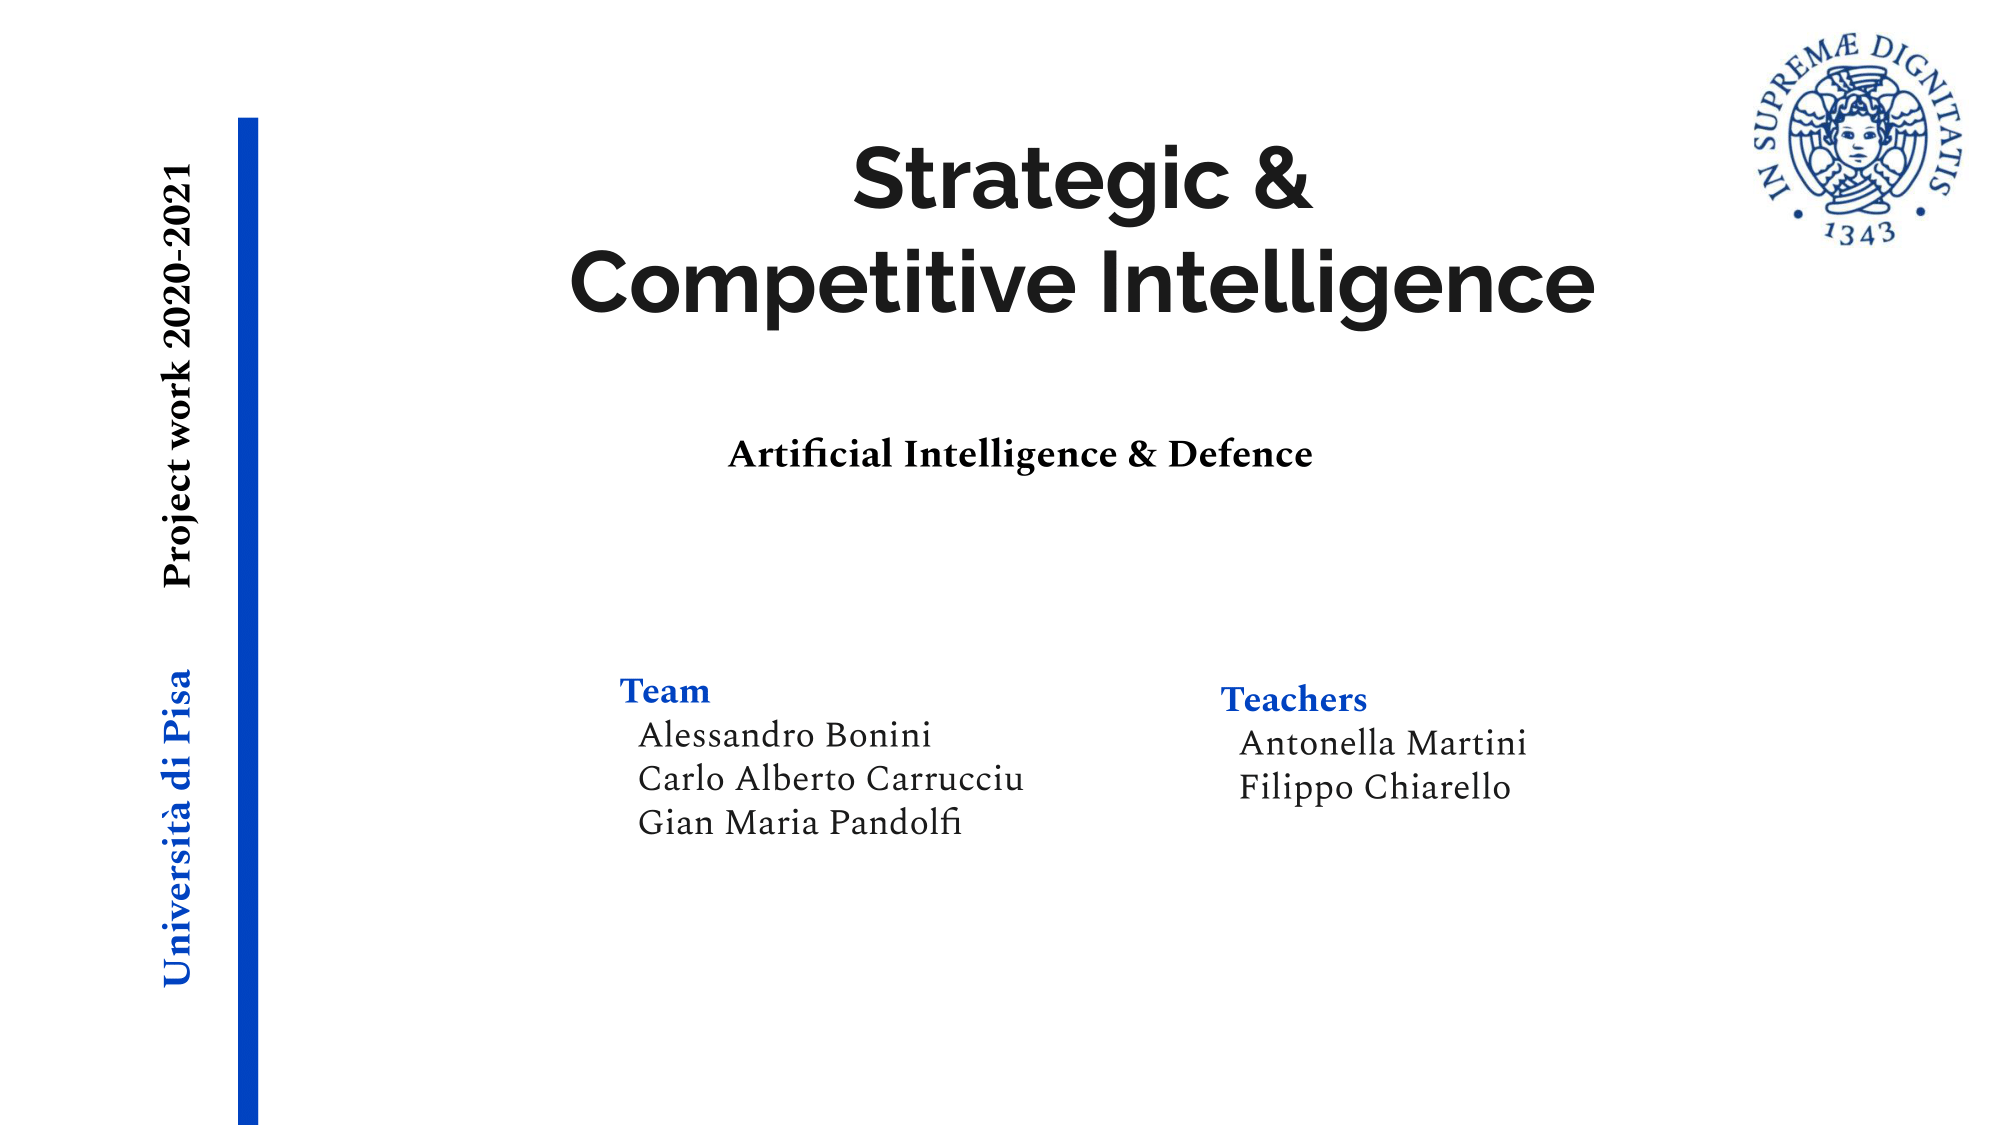 Strategic &
Competitive Intelligence
Artificial Intelligence & Defence
Team
Alessandro Bonini
Carlo Alberto Carrucciu
Gian Maria Pandolfi
Teachers
Antonella Martini
Filippo Chiarello
Università di Pisa Project work 2020-2021
IN SUPREMÆ DIGNITATIS
1343